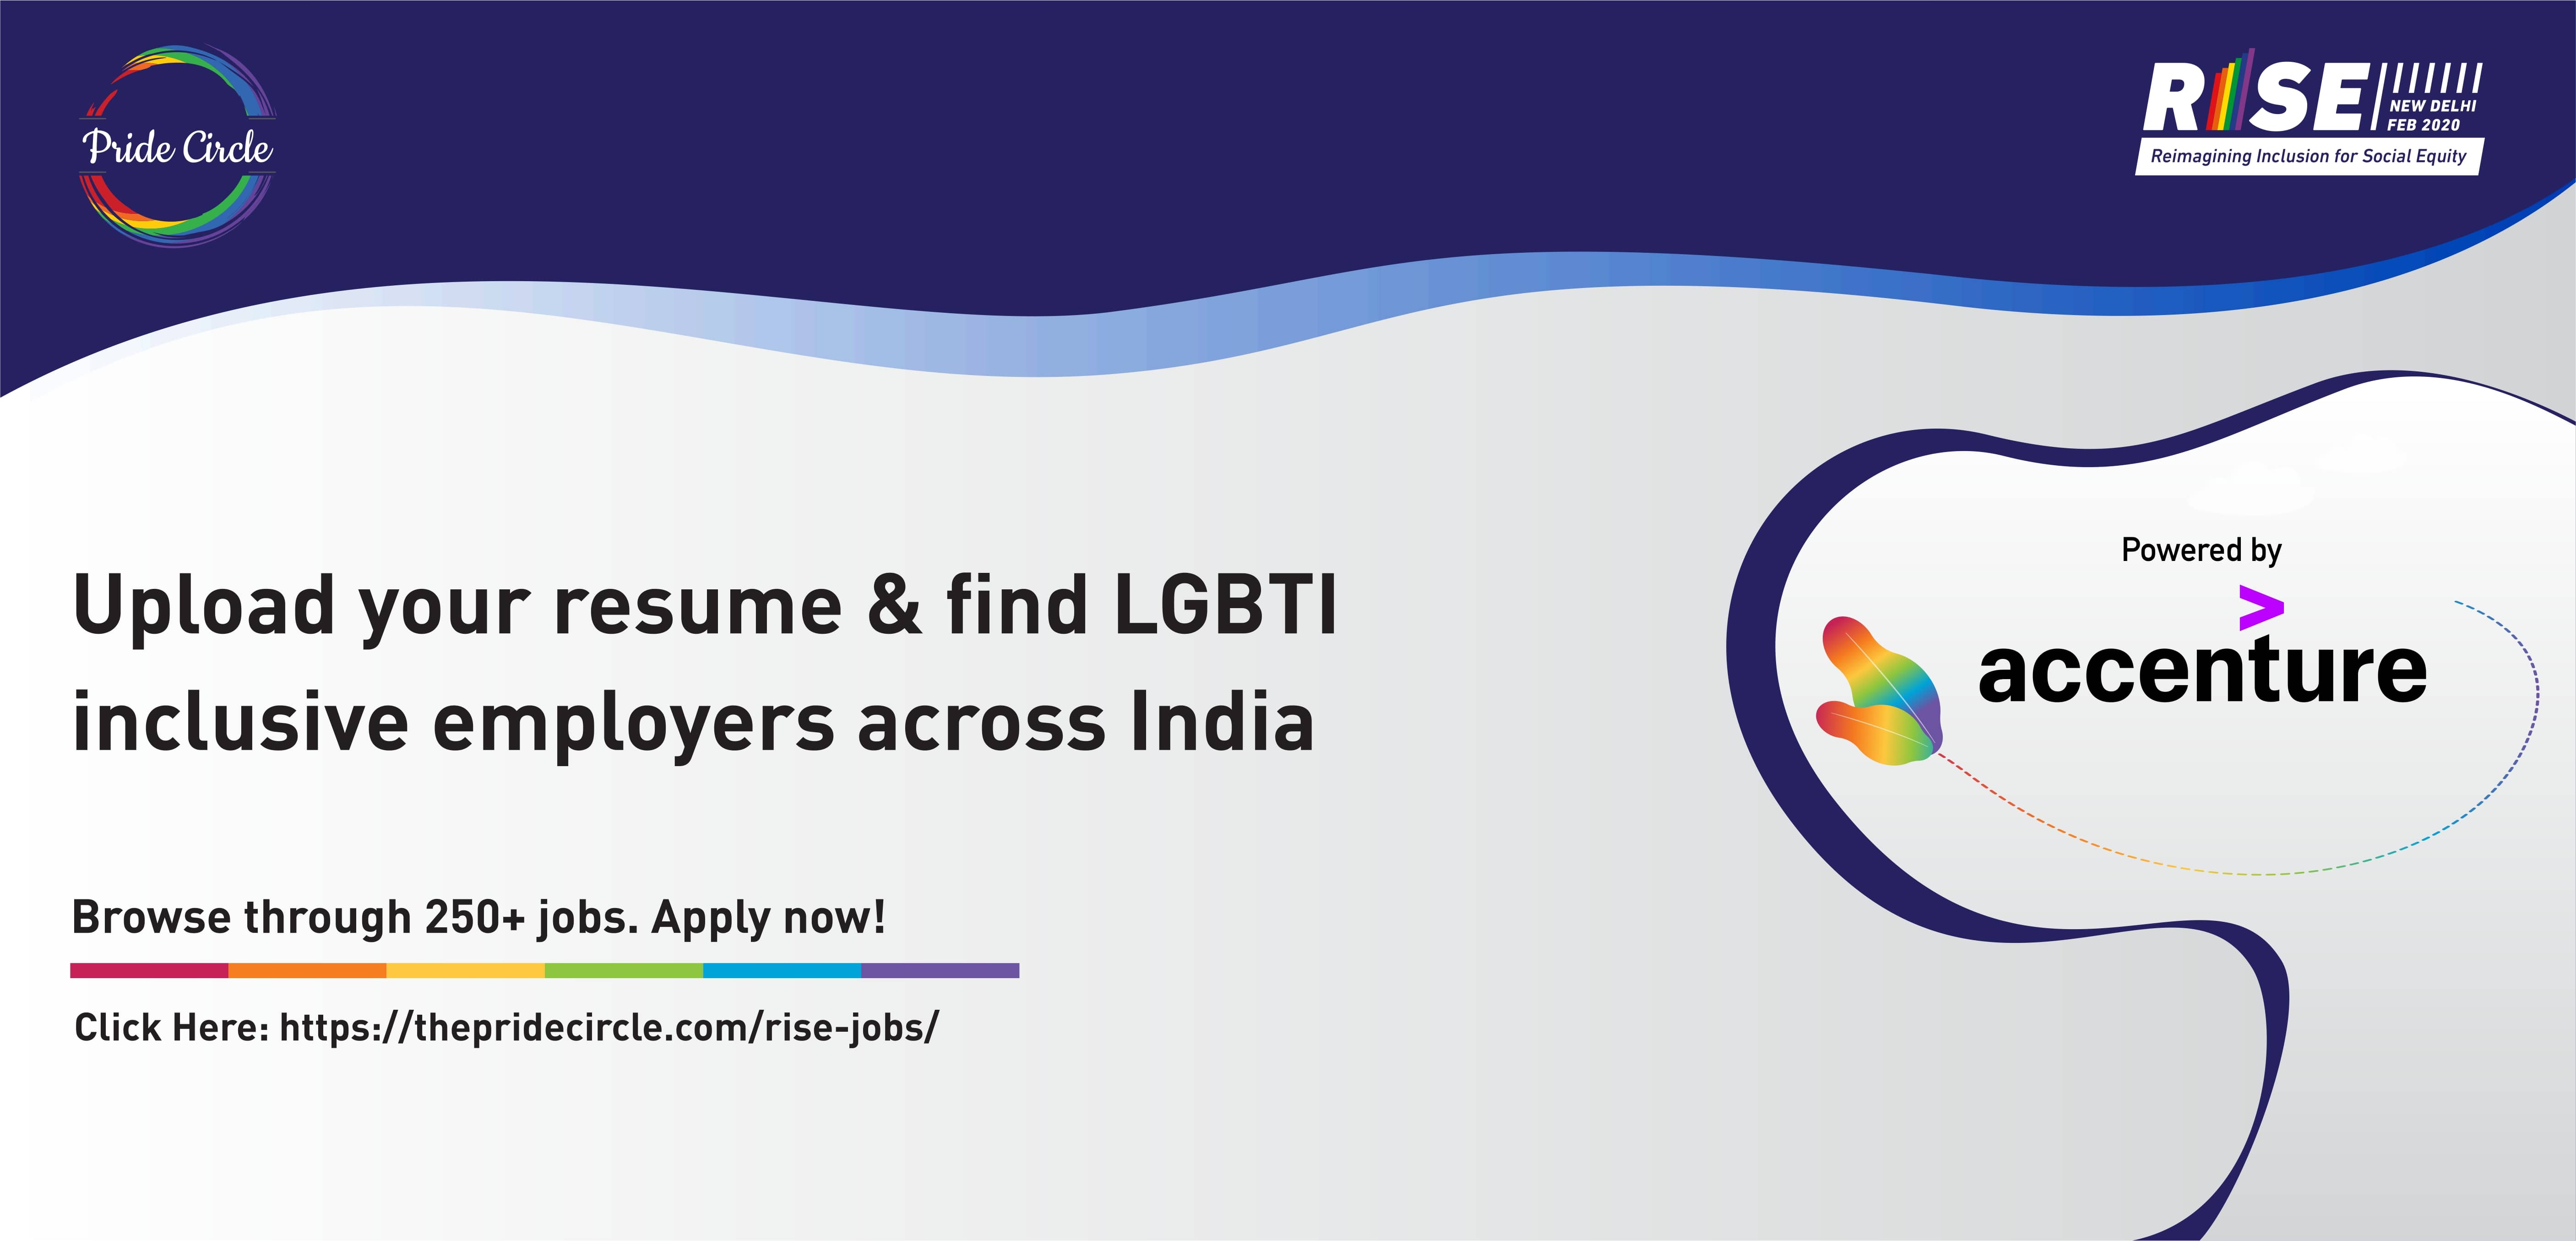 Pride Circle
RISE
NEW DELHI
FEB 2020
Reimagining Inclusion for Social Equity
Upload your resume & find LGBTI
inclusive employers across India
Browse through 250+ jobs. Apply now!
Click Here: https://thepridecircle.com/rise-jobs/
Powered by
accenture